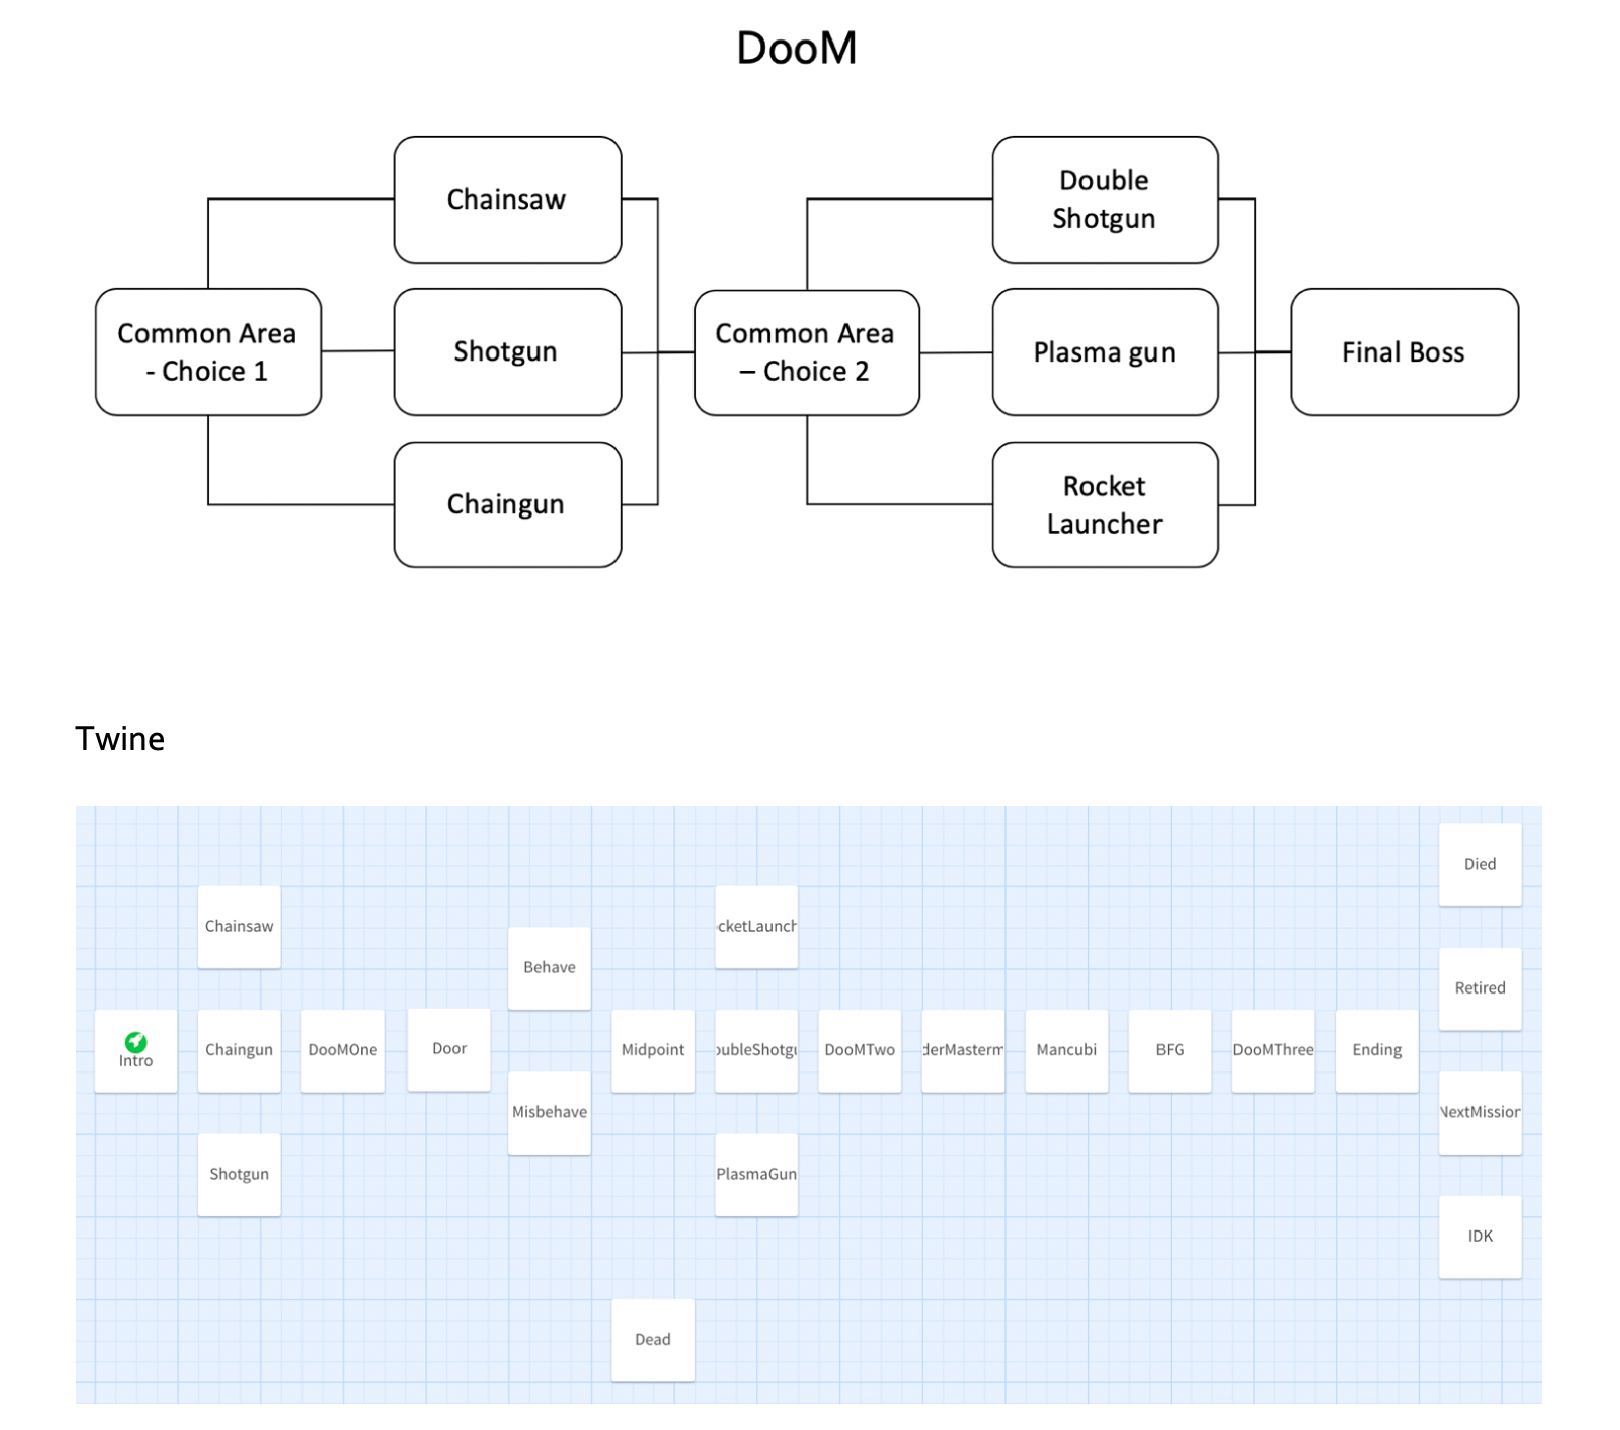 DooM
Chainsaw
Double
Shotgun
Common Area
- Choice 1
Shotgun
Common Area
– Choice 2
Plasma gun
Final Boss
Chaingun
Rocket
Launcher
Twine
Died
Chainsaw
cketLaunch
Behave
Retired
Intro
Chaingun
DooMOne
Door
Midpoint
oubleShotgu
DooMTwo
derMasterm
Mancubi
BFG
DooMThree
Ending
Misbehave
NextMission
Shotgun
PlasmaGun
IDK
Dead